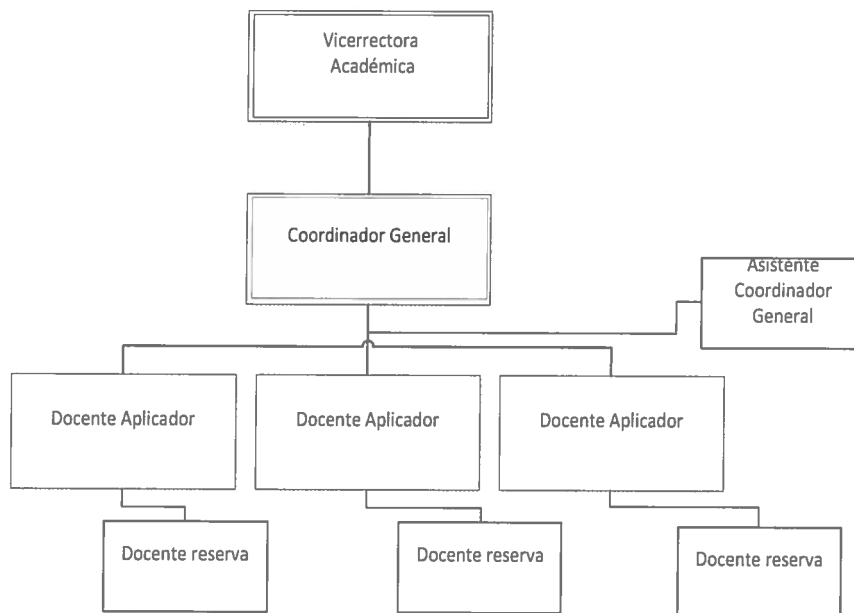 Vicerrectora
Académica
Coordinador General
Asistente
Coordinador
General
Docente Aplicador
Docente Aplicador
Docente Aplicador
Docente reserva
Docente reserva
Docente reserva